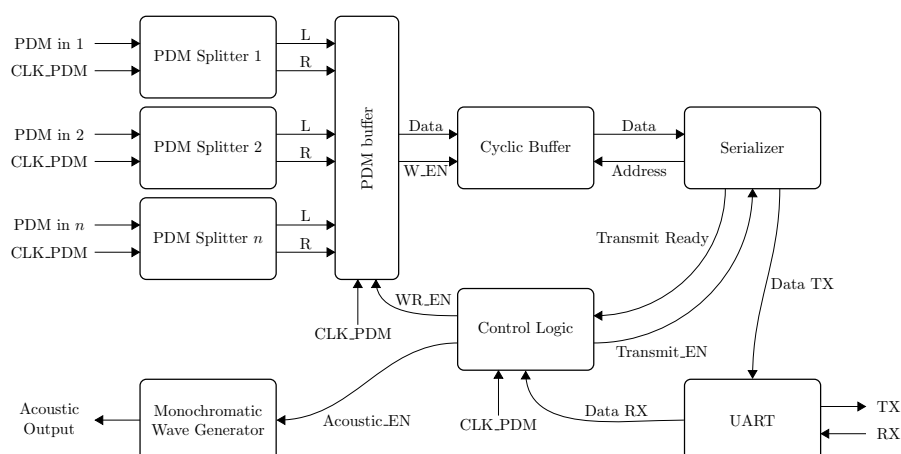 PDM in 1
CLK_PDM
PDM Splitter 1
L
R
PDM in 2
CLK_PDM
PDM Splitter 2
L
R
PDM in n
CLK_PDM
PDM Splitter n
L
R
PDM buffer
CLK_PDM
Data
W_EN
Cyclic Buffer
Data
Address
Serializer
Transmit Ready
Data TX
WR_EN
Control Logic
Transmit_EN
CLK_PDM
Data RX
Acoustic_EN
Acoustic
Output
Monochromatic
Wave Generator
UART
TX
RX